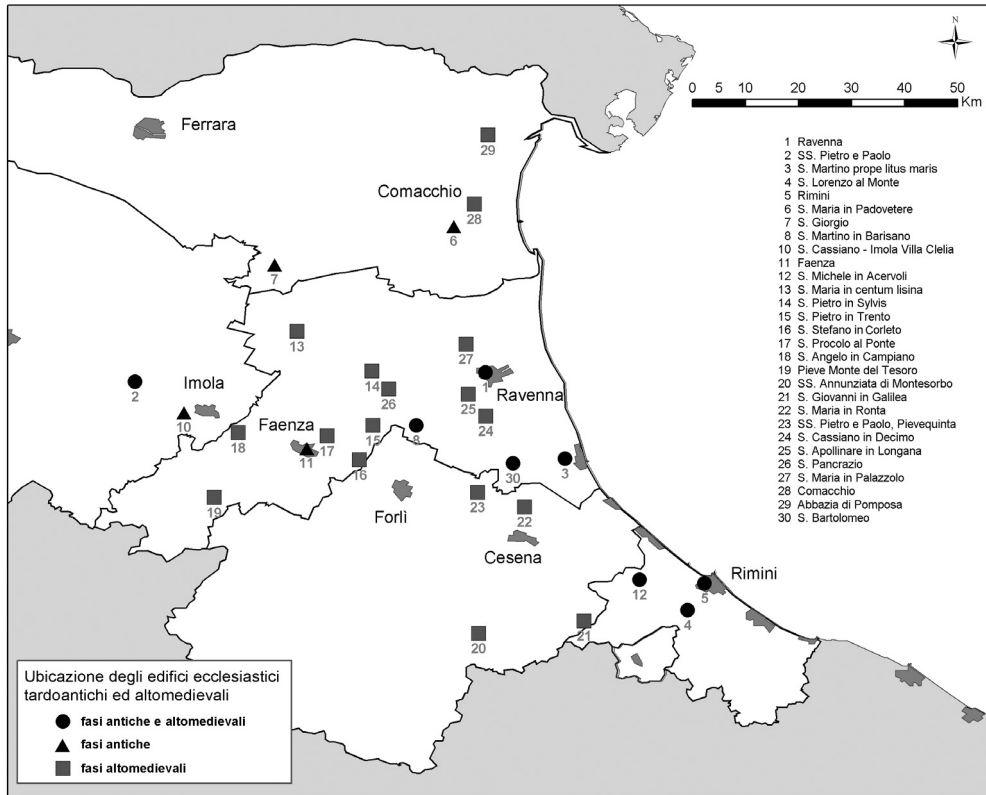 N
0 5 10 20 30 40 50
Km
Ferrara
29
Comacchio
28
6
7
13
27
14
1
Ravenna
26
25
24
2
Imola
10
18
Faenza
17
15
8
11
16
30
3
19
Forlì
23
22
Cesena
12
Rimini
5
4
21
20
1 Ravenna
2 SS. Pietro e Paolo
3 S. Martino prope litus maris
4 S. Lorenzo al Monte
5 Rimini
6 S. Maria in Padovetere
7 S. Giorgio
8 S. Martino in Barisano
10 S. Cassiano - Imola Villa Clelia
11 Faenza
12 S. Michele in Acervoli
13 S. Maria in centum lisina
14 S. Pietro in Sylvis
15 S. Pietro in Trento
16 S. Stefano in Corleto
17 S. Procolo al Ponte
18 S. Angelo in Campiano
19 Pieve Monte del Tesoro
20 SS. Annunziata di Montesorbo
21 S. Giovanni in Galilea
22 S. Maria in Ronta
23 SS. Pietro e Paolo, Pievequinta
24 S. Cassiano in Decimo
25 S. Apollinare in Longana
26 S. Pancrazio
27 S. Maria in Palazzolo
28 Comacchio
29 Abbazia di Pomposa
30 S. Bartolomeo
Ubicazione degli edifici ecclesiastici
tardoantichi ed altomedievali
fasi antiche e altomedievali
fasi antiche
fasi altomedievali